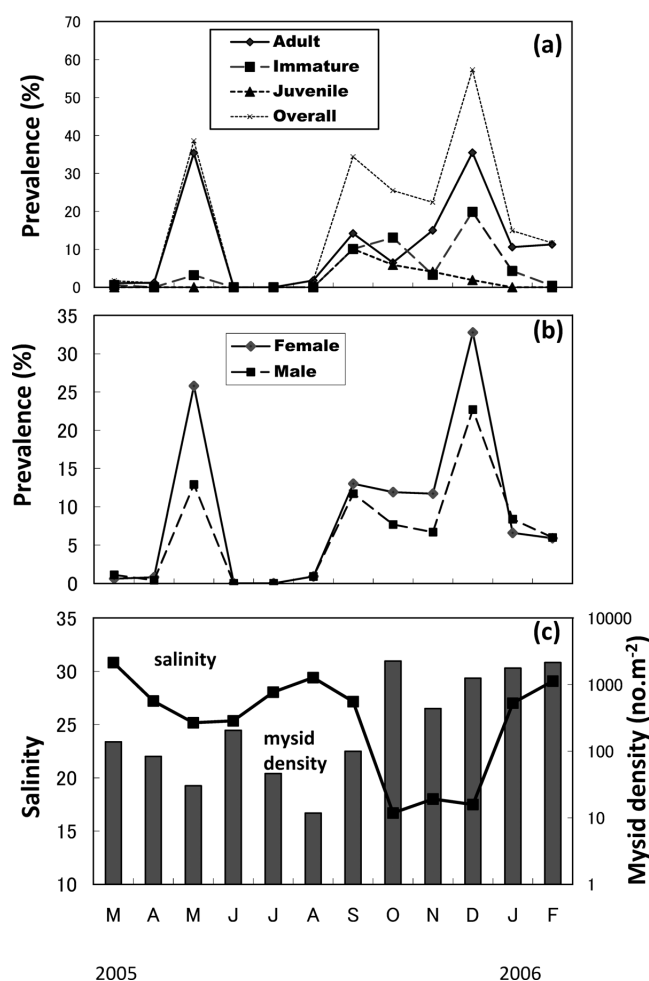 70
60
50
40
30
20
10
0
Prevalence (%)
Adult
Immature
Juvenile
Overall
(a)
35
30
25
20
15
10
5
0
Prevalence (%)
Female
Male
(b)
35
30
25
20
15
10
Salinity
salinity
mysid
density
(c)
10000
1000
100
10
1
Mysid density (no.m-2)
M A M J J A S O N D J F
2005 2006